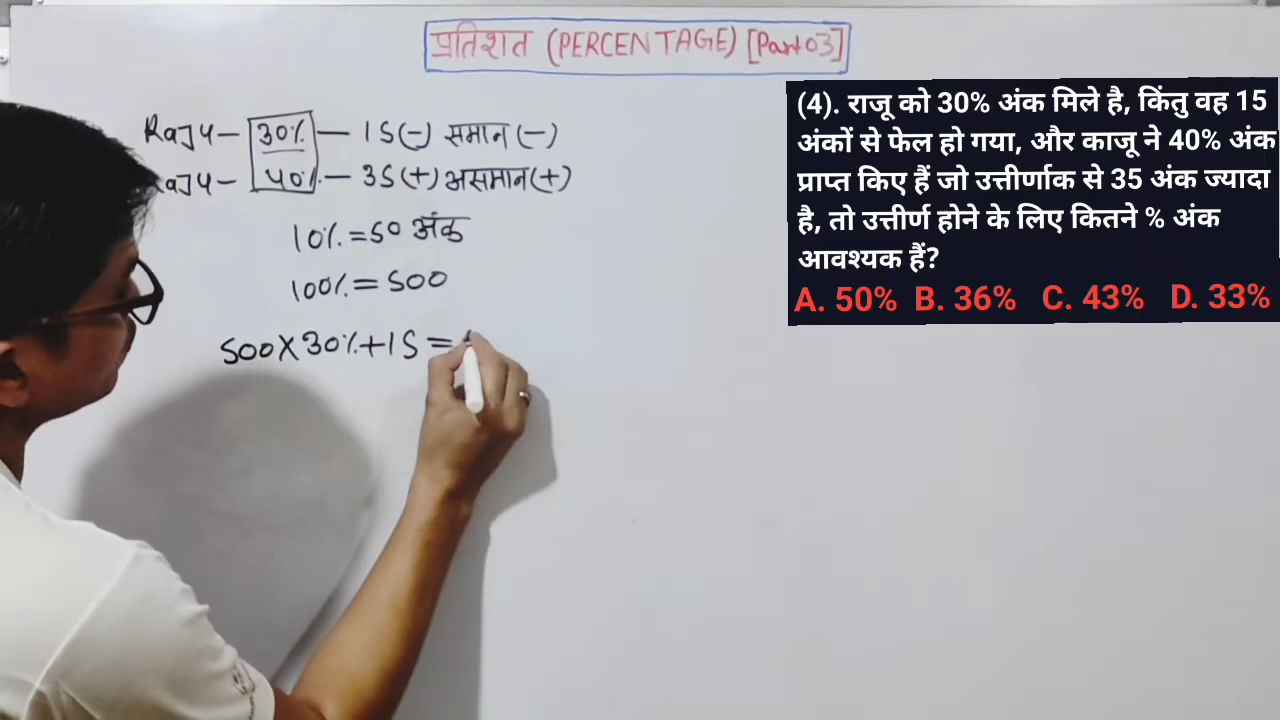 प्रतिशत (PERCENTAGE) [Part 03]
Raju - 30% - 15(-) समान (-)
Raju - 40% - 35(+) असमान(+)
10% = 50 अंक
100% = 500
500 X 30% + 15 =
(4). राजू को 30% अंक मिले है, किंतु वह 15
अंकों से फेल हो गया, और काजू ने 40% अंक
प्राप्त किए हैं जो उत्तीर्णाक से 35 अंक ज्यादा
है, तो उत्तीर्ण होने के लिए कितने % अंक
आवश्यक हैं?
A. 50% B. 36% C. 43% D. 33%